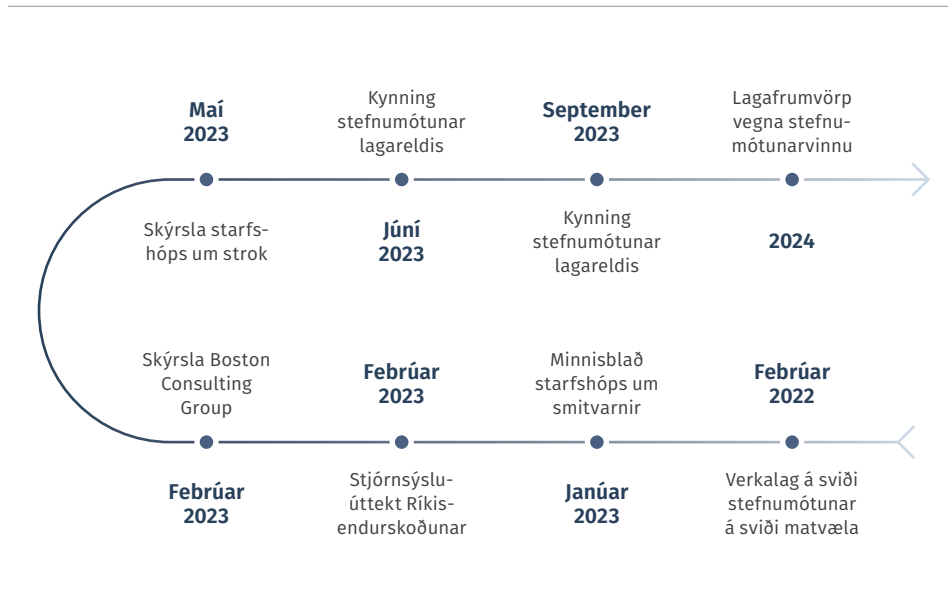 Maí
2023
Skýrsla starfs-
hóps um strok
Kynning
stefnumótunar
lagareldis
Júní
2023
September
2023
Kynning
stefnumótunar
lagareldis
Lagafrumvörp
vegna stefnu-
mótunarvinnu
2024
Skýrsla Boston
Consulting
Group
Febrúar
2023
Febrúar
2023
Stjórnsýslu-
úttekt Ríkis-
endurskoðunar
Minnisblað
starfshóps um
smitvarnir
Janúar
2023
Febrúar
2022
Verkalag á sviði
stefnumótunar
á sviði matvæla